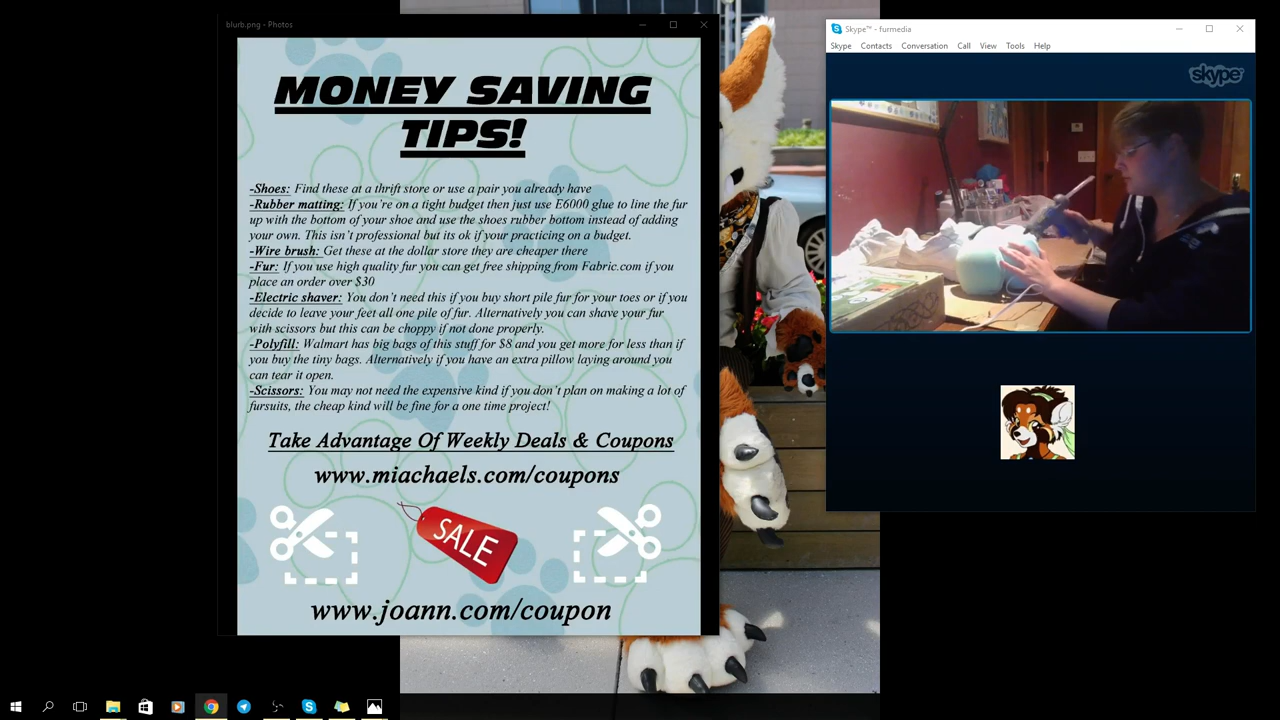 blurb.png - Photos
MONEY SAVING
TIPS!
-Shoes: Find these at a thrift store or use a pair you already have
-Rubber matting: If you're on a tight budget then just use E6000 glue to line the fur
up with the bottom of your shoe and use the shoes rubber bottom instead of adding
your own. This isn't professional but its ok if your practicing on a budget.
-Wire brush: Get these at the dollar store they are cheaper there
-Fur: If you use high quality fur you can get free shipping from Fabric.com if you
place an order over $30
-Electric shaver: You don't need this if you buy short pile fur for your toes or if you
decide to leave your feet all one pile of fur. Alternatively you can shave your fur
with scissors but this can be choppy if not done properly.
-Polyfill: Walmart has big bags of this stuff for $8 and you get more for less than if
you buy the tiny bags. Alternatively if you have an extra pillow laying around you
can tear it open.
-Scissors: You may not need the expensive kind if you don't plan on making a lot of
fursuits, the cheap kind will be fine for a one time project!
Take Advantage Of Weekly Deals & Coupons
www.miachaels.com/coupons
SALE
www.joann.com/coupon
Skype™ - furmedia
Skype Contacts Conversation Call View Tools Help
skype™